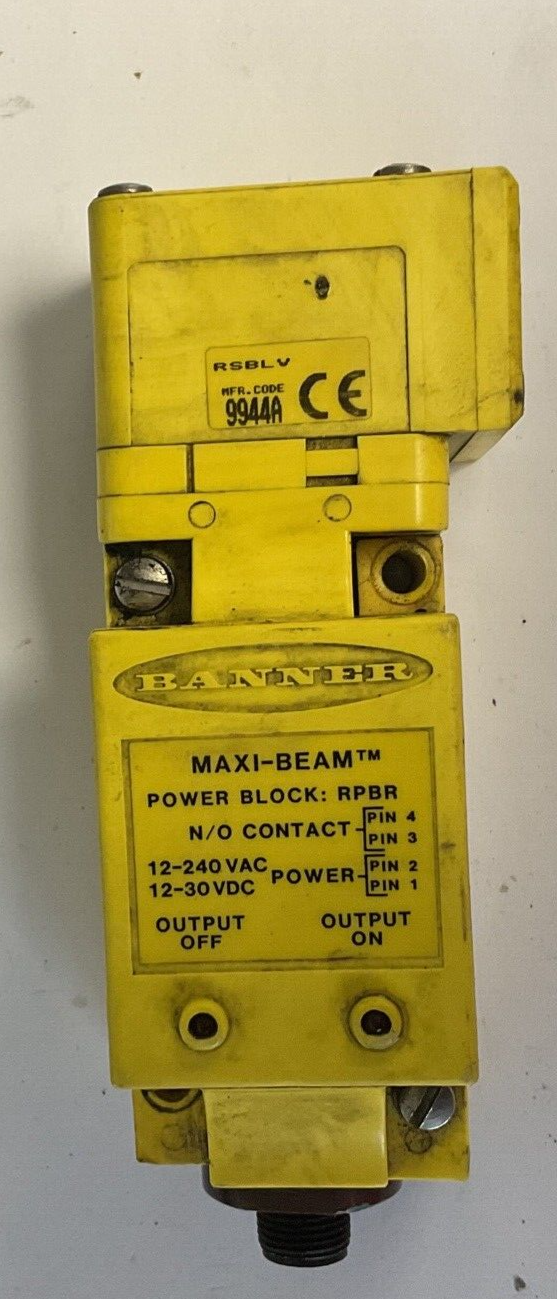 RSBLV
MFR.CODE
9944A CE
BANNER
MAXI-BEAM™
POWER BLOCK: RPBR
N/O CONTACT PIN 4
PIN 3
12-240 VAC POWER PIN 2
12-30 VDC PIN 1
OUTPUT OFF
OUTPUT ON